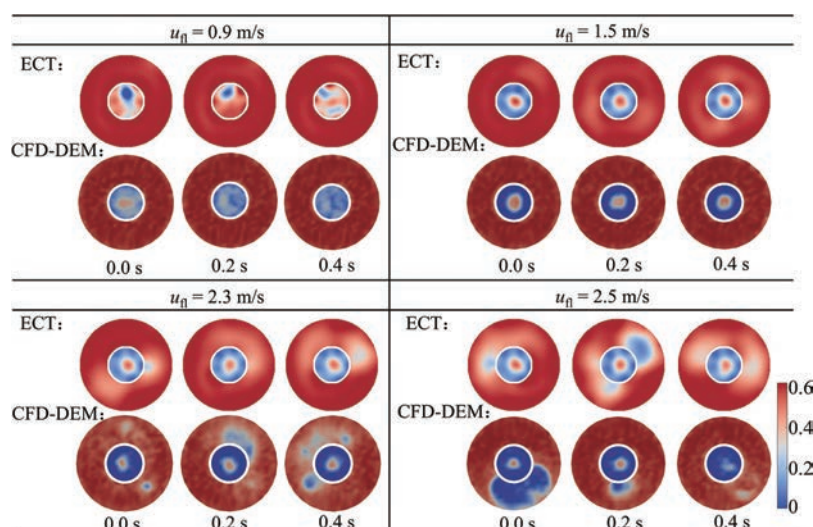 u_fl = 0.9 m/s
ECT：
CFD-DEM：
0.0 s 0.2 s 0.4 s
u_fl = 1.5 m/s
ECT：
CFD-DEM：
0.0 s 0.2 s 0.4 s
u_fl = 2.3 m/s
ECT：
CFD-DEM：
0.0 s 0.2 s 0.4 s
u_fl = 2.5 m/s
ECT：
CFD-DEM：
0.0 s 0.2 s 0.4 s
0.6
0.4
0.2
0